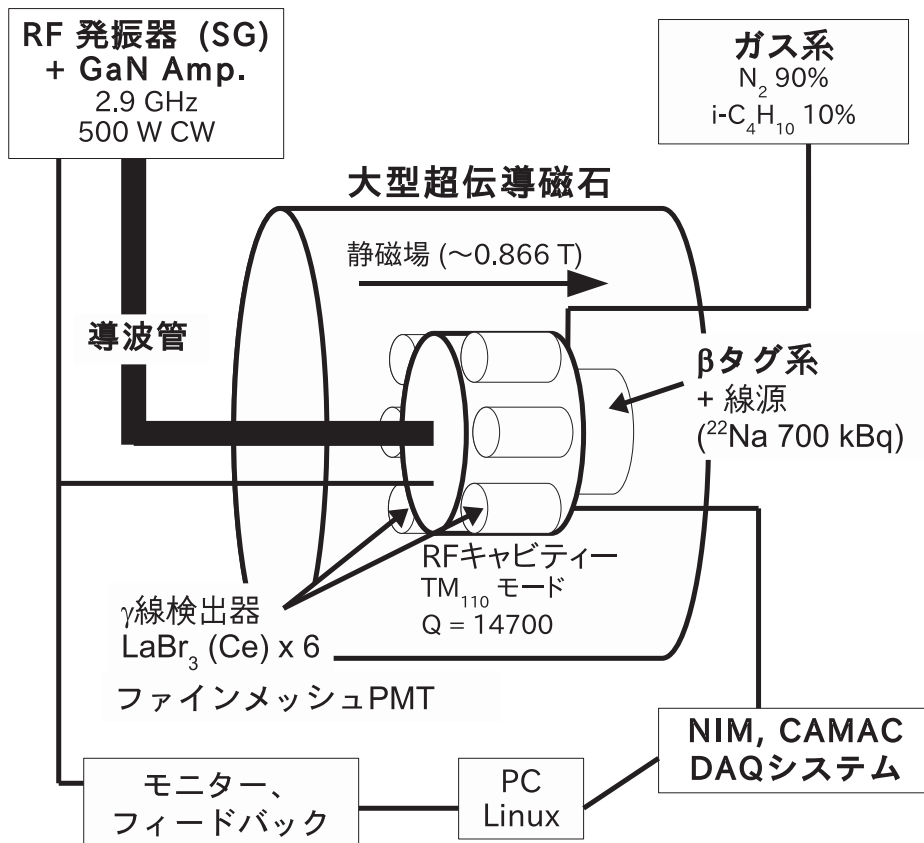 RF 発振器 (SG)
+ GaN Amp.
2.9 GHz
500 W CW
ガス系
N₂ 90%
i-C₄H₁₀ 10%
大型超伝導磁石
静磁場 (～0.866 T)
導波管
βタグ系
+ 線源
(²²Na 700 kBq)
RFキャビティー
TM₁₁₀ モード
Q = 14700
γ線検出器
LaBr₃ (Ce) x 6
ファインメッシュPMT
NIM, CAMAC
DAQシステム
PC
Linux
モニター、
フィードバック